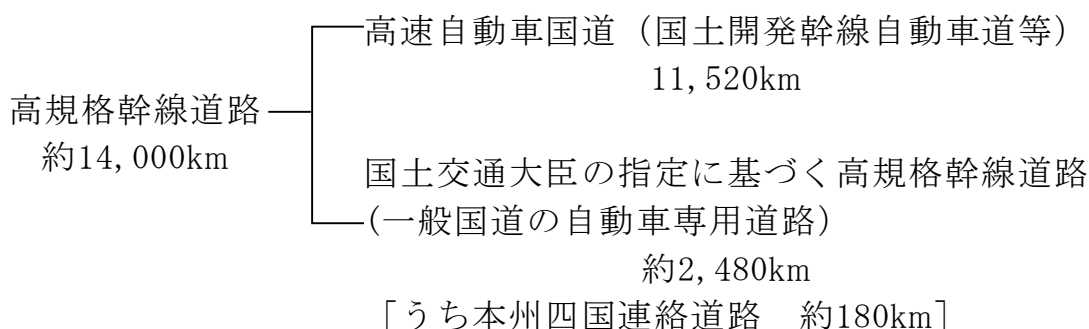 高速自動車国道（国土開発幹線自動車道等）
11,520km
高規格幹線道路
約14,000km
国土交通大臣の指定に基づく高規格幹線道路
(一般国道の自動車専用道路)
約2,480km
［うち本州四国連絡道路　約180km］